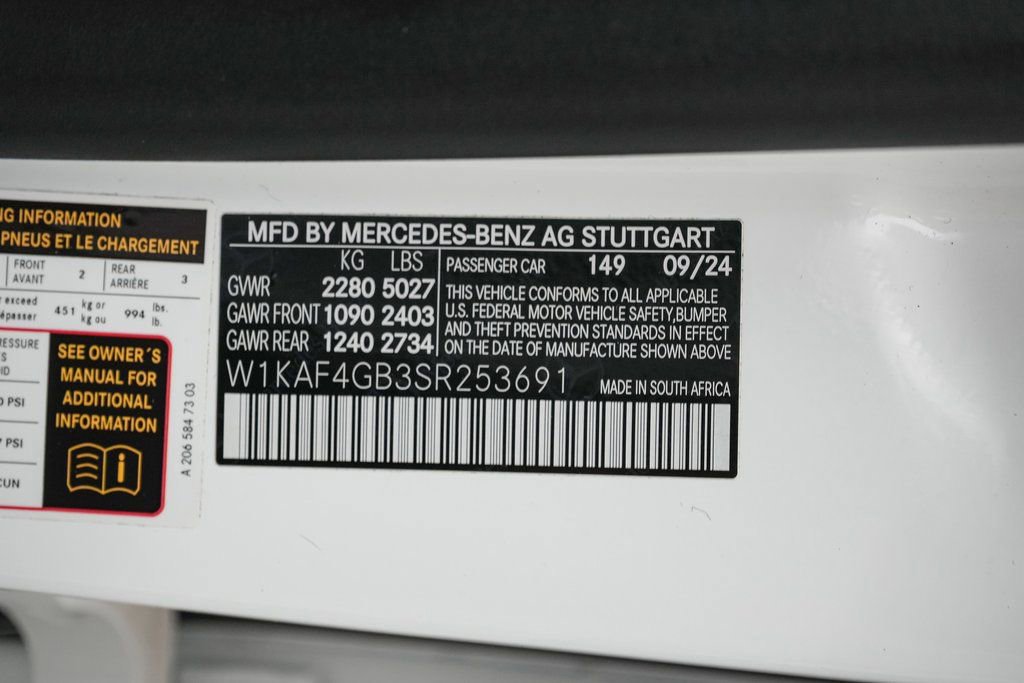 NG INFORMATION
PNEUS ET LE CHARGEMENT
FRONT
AVANT
2
REAR
ARRIÈRE
3
exceed
451
kg or
kg ou
994
lbs.
lb.
SEE OWNER´S
MANUAL FOR
ADDITIONAL
INFORMATION
PSI
PSI
A 206 584 73 03
MFD BY MERCEDES-BENZ AG STUTTGART
KG LBS
GVWR 2280 5027
GAWR FRONT 1090 2403
GAWR REAR 1240 2734
PASSENGER CAR 149 09/24
THIS VEHICLE CONFORMS TO ALL APPLICABLE
U.S. FEDERAL MOTOR VEHICLE SAFETY,BUMPER
AND THEFT PREVENTION STANDARDS IN EFFECT
ON THE DATE OF MANUFACTURE SHOWN ABOVE
W1KAF4GB3SR253691
MADE IN SOUTH AFRICA